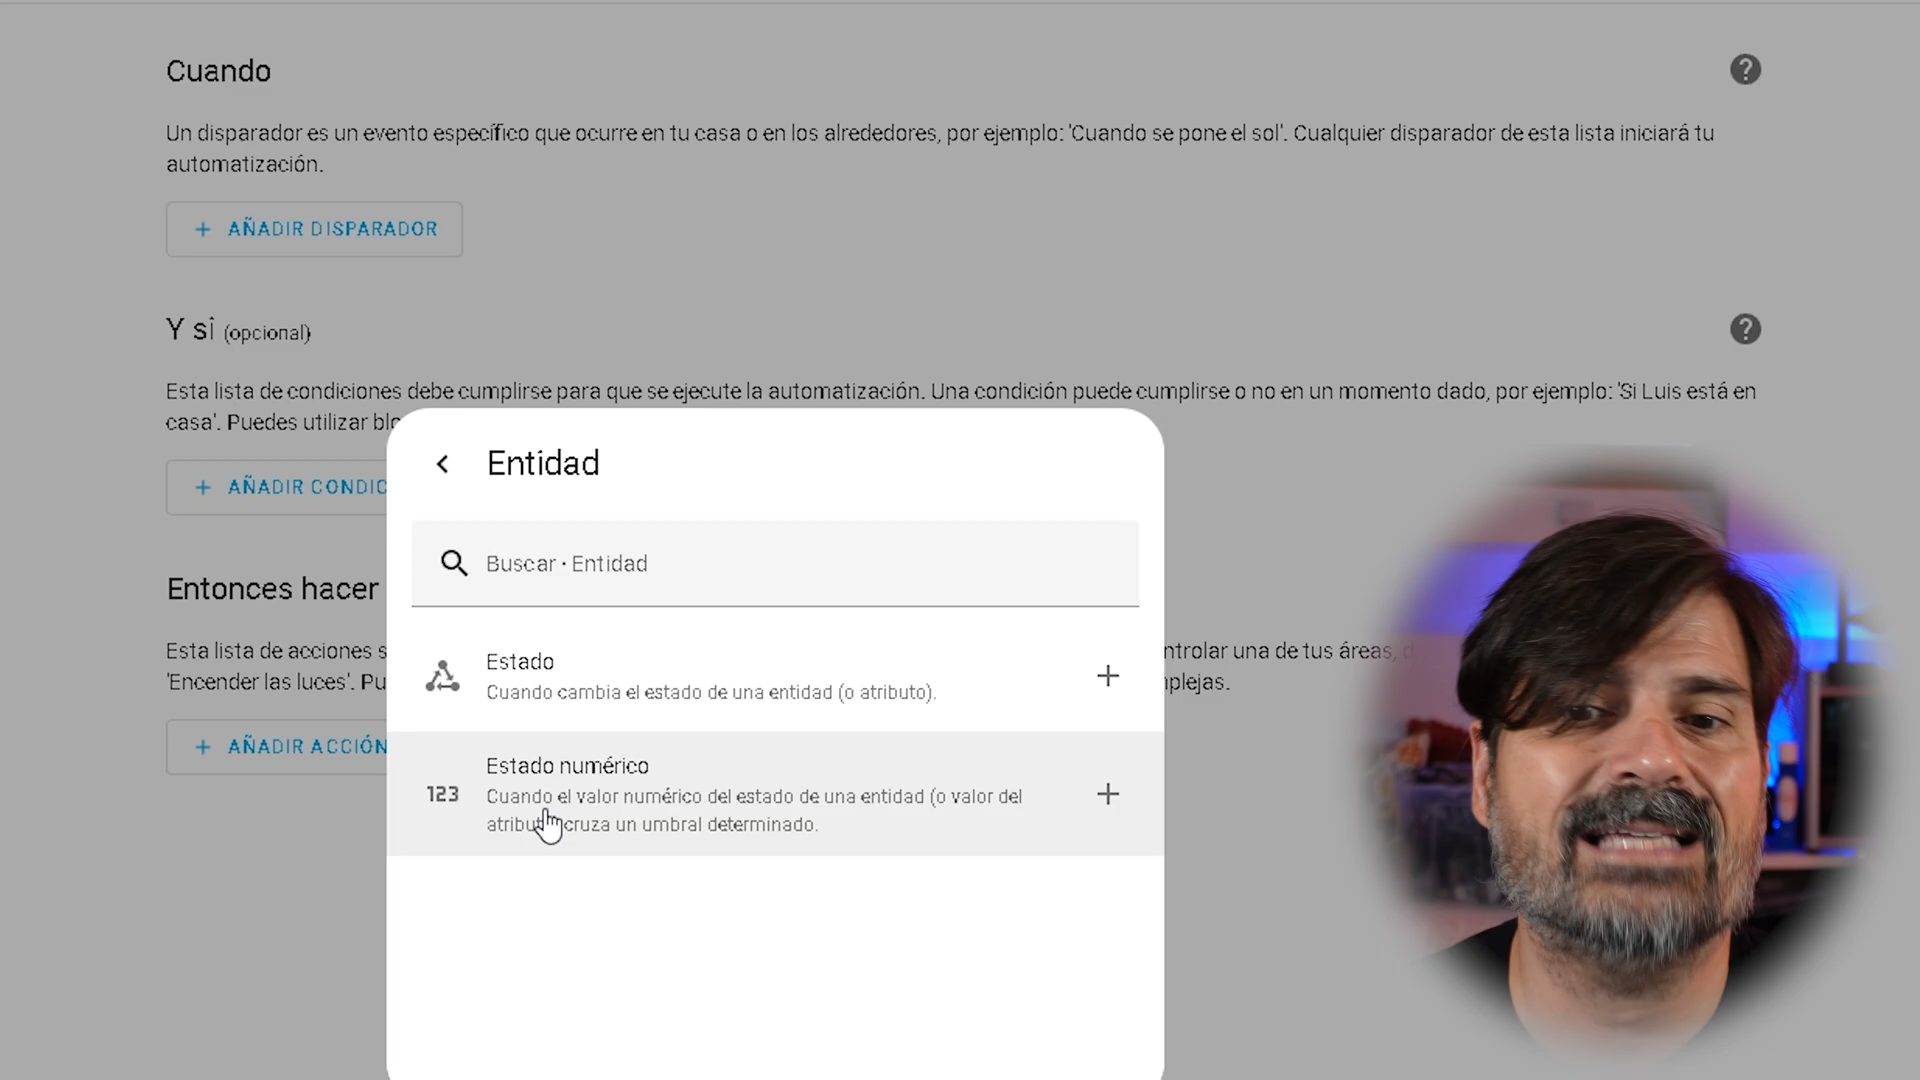 Cuando
Un disparador es un evento específico que ocurre en tu casa o en los alrededores, por ejemplo: 'Cuando se pone el sol'. Cualquier disparador de esta lista iniciará tu
automatización.
+ AÑADIR DISPARADOR
Y si (opcional)
Esta lista de condiciones debe cumplirse para que se ejecute la automatización. Una condición puede cumplirse o no en un momento dado, por ejemplo: 'Si Luis está en
casa'. Puedes utilizar blo
+ AÑADIR CONDIC
Entonces hacer
Esta lista de acciones s ntrolar una de tus áreas,
'Encender las luces'. Pu plejas.
+ AÑADIR ACCIÓN
Entidad
Buscar · Entidad
Estado
Cuando cambia el estado de una entidad (o atributo).
123
Estado numérico
Cuando el valor numérico del estado de una entidad (o valor del
cruza un umbral determinado.